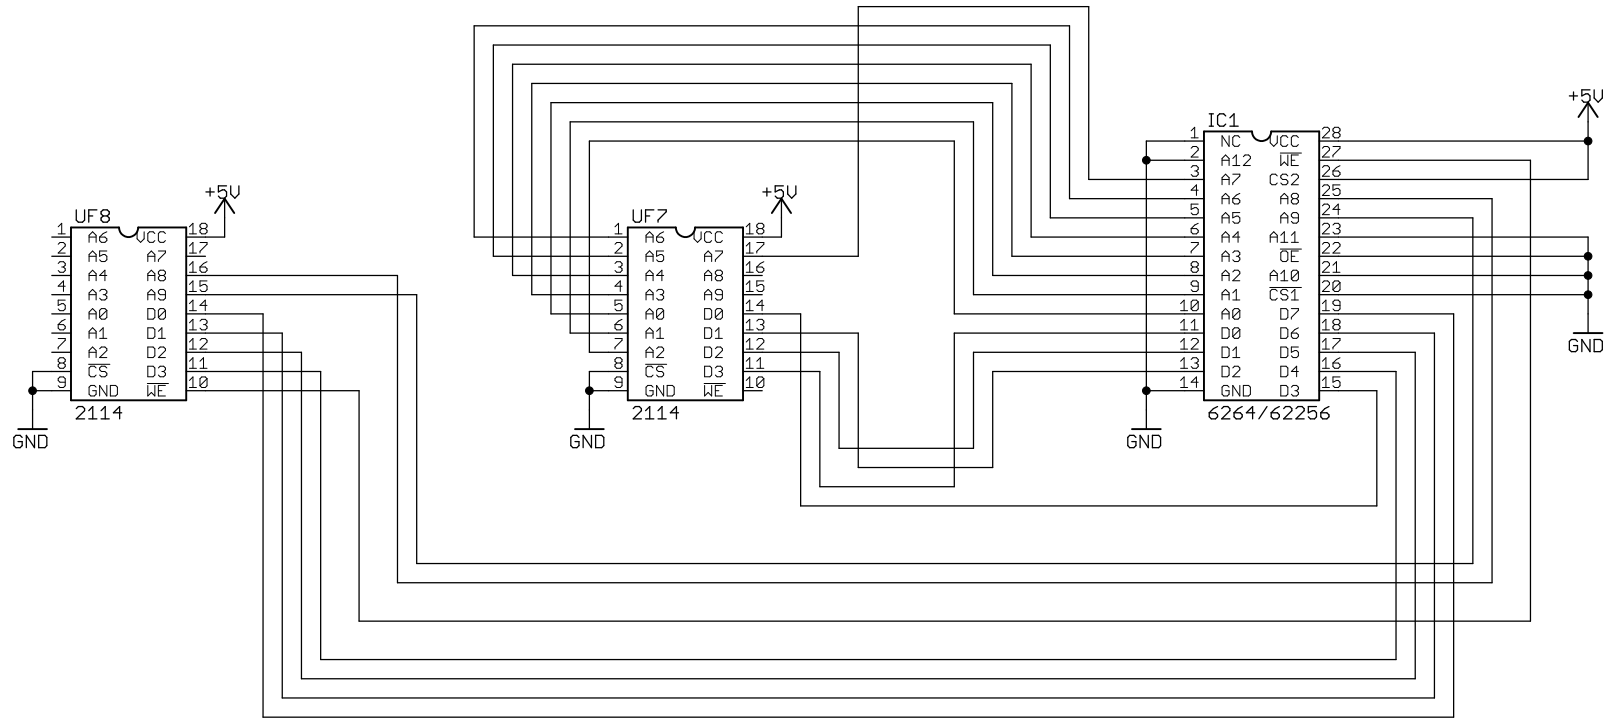 UF8
+5V
1 A6 VCC 18
2 A5 A7 17
3 A4 A8 16
4 A3 A9 15
5 A0 D0 14
6 A1 D1 13
7 A2 D2 12
8 CS D3 11
9 GND WE 10
2114
GND
UF7
+5V
1 A6 VCC 18
2 A5 A7 17
3 A4 A8 16
4 A3 A9 15
5 A0 D0 14
6 A1 D1 13
7 A2 D2 12
8 CS D3 11
9 GND WE 10
2114
GND
IC1
+5V
1 NC VCC 28
2 A12 WE 27
3 A7 CS2 26
4 A6 A8 25
5 A5 A9 24
6 A4 A11 23
7 A3 OE 22
8 A2 A10 21
9 A1 CS1 20
10 A0 D7 19
11 D0 D6 18
12 D1 D5 17
13 D2 D4 16
14 GND D3 15
6264/62256
GND
GND